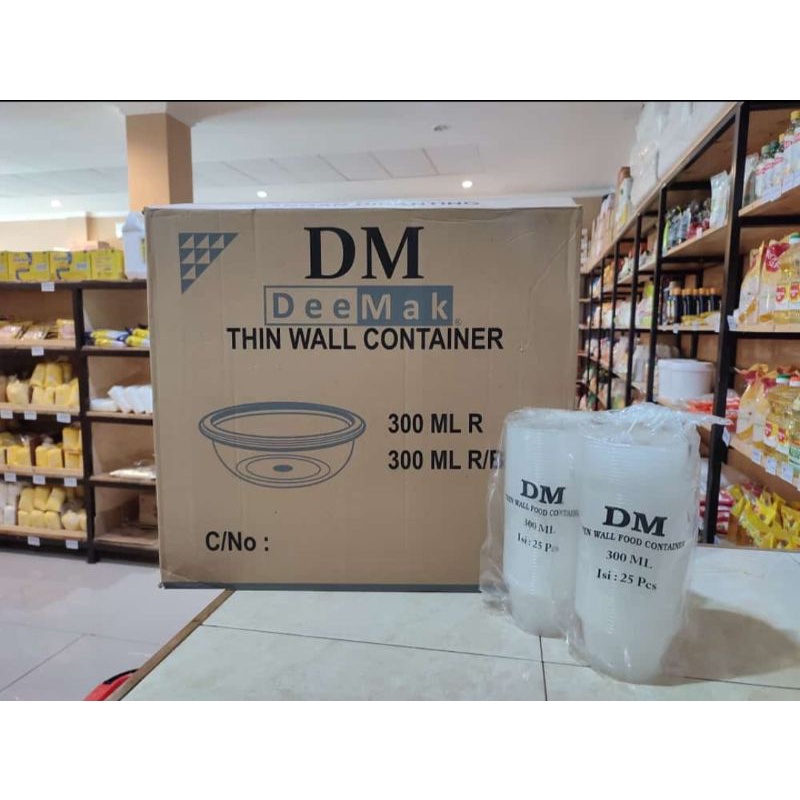 DM
DeeMak®
THIN WALL CONTAINER
300 ML R
300 ML R/B
C/No :
DM
THIN WALL FOOD CONTAINER
300 ML
Isi : 25 Pcs
DM
THIN WALL FOOD CONTAINER
300 ML
Isi : 25 Pcs